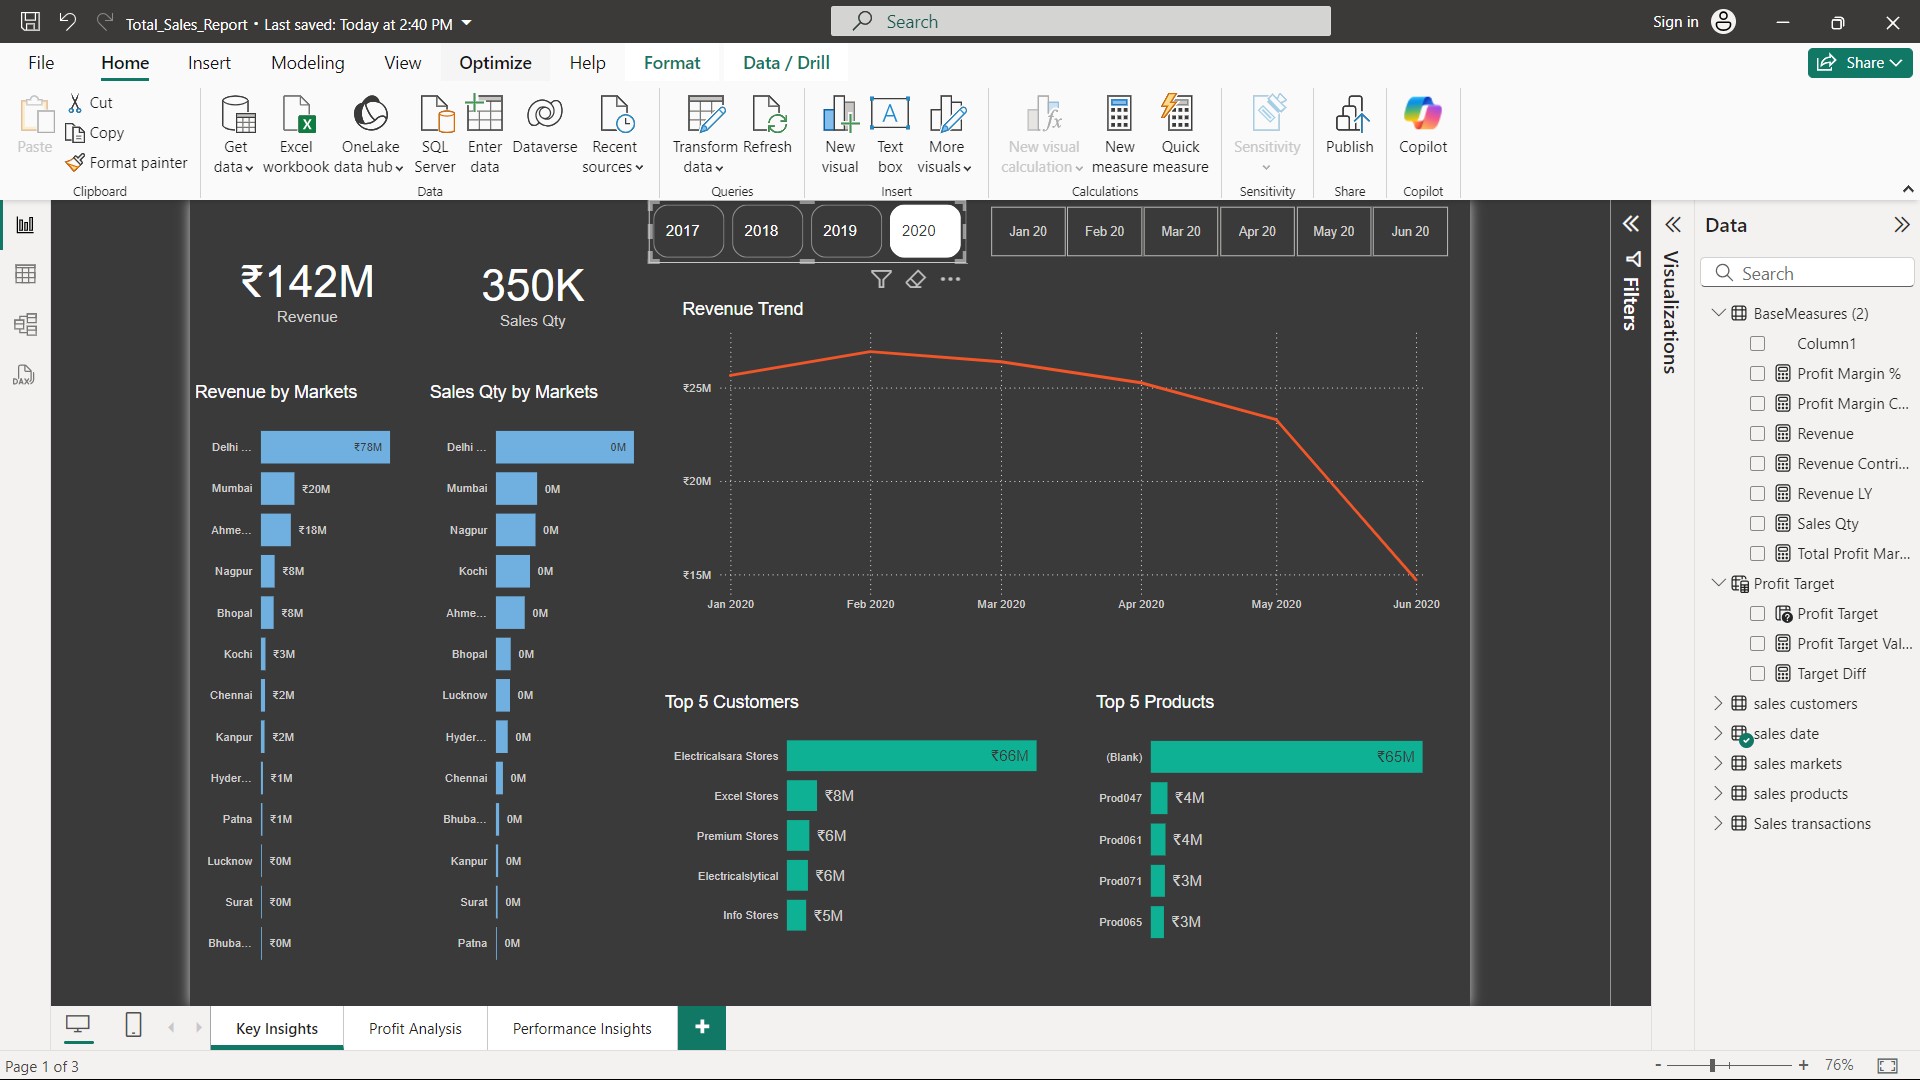 Total_Sales_Report • Last saved: Today at 2:40 PM
Search
Sign in
File
Home
Insert
Modeling
View
Optimize
Help
Format
Data / Drill
Share
Paste
Cut
Copy
Format painter
Clipboard
Get data
Excel workbook
OneLake data hub
SQL Server
Enter data
Dataverse
Recent sources
Data
Transform data
Refresh
Queries
New visual
Text box
More visuals
Insert
New visual calculation
New measure
Quick measure
Calculations
Sensitivity
Sensitivity
Publish
Share
Copilot
Copilot
2017
2018
2019
2020
Jan 20
Feb 20
Mar 20
Apr 20
May 20
Jun 20
₹142M
Revenue
350K
Sales Qty
Revenue by Markets
Delhi ... ₹78M
Mumbai ₹20M
Ahme... ₹18M
Nagpur ₹8M
Bhopal ₹8M
Kochi ₹3M
Chennai ₹2M
Kanpur ₹2M
Hyder... ₹1M
Patna ₹1M
Lucknow ₹0M
Surat ₹0M
Bhuba... ₹0M
Sales Qty by Markets
Delhi ... 0M
Mumbai 0M
Nagpur 0M
Kochi 0M
Ahme... 0M
Bhopal 0M
Lucknow 0M
Hyder... 0M
Chennai 0M
Bhuba... 0M
Kanpur 0M
Surat 0M
Patna 0M
Revenue Trend
₹25M
₹20M
₹15M
Jan 2020
Feb 2020
Mar 2020
Apr 2020
May 2020
Jun 2020
Top 5 Customers
Electricalsara Stores ₹66M
Excel Stores ₹8M
Premium Stores ₹6M
Electricalslytical ₹6M
Info Stores ₹5M
Top 5 Products
(Blank) ₹65M
Prod047 ₹4M
Prod061 ₹4M
Prod071 ₹3M
Prod065 ₹3M
Filters
Visualizations
Data
Search
BaseMeasures (2)
Column1
Profit Margin %
Profit Margin C...
Revenue
Revenue Contri...
Revenue LY
Sales Qty
Total Profit Mar...
Profit Target
Profit Target
Profit Target Val...
Target Diff
sales customers
sales date
sales markets
sales products
Sales transactions
Key Insights
Profit Analysis
Performance Insights
+
Page 1 of 3
- + 76%